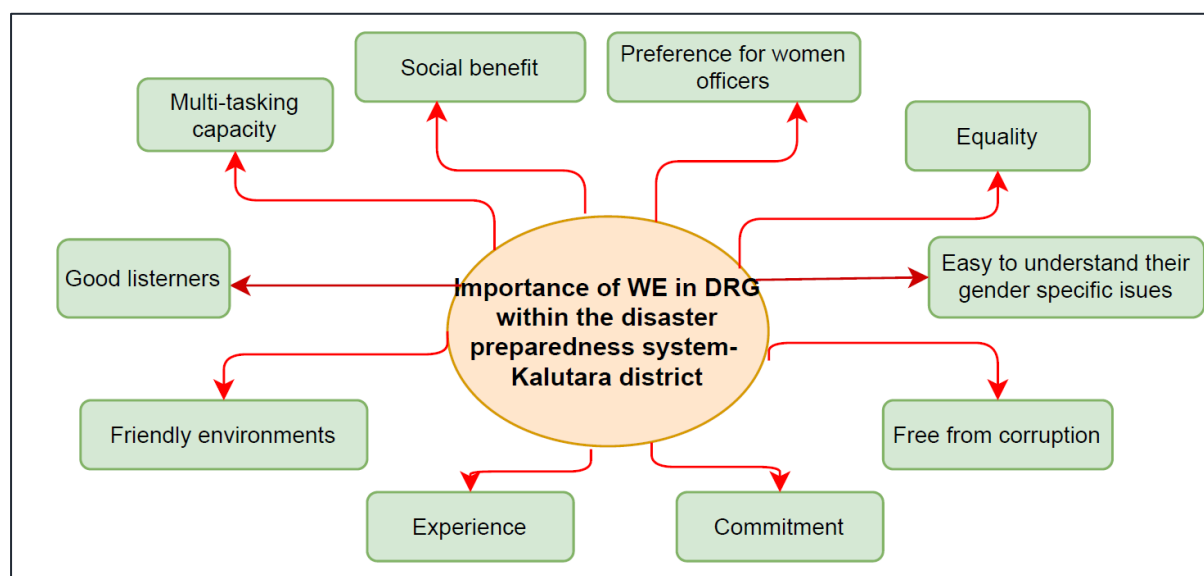 Social benefit
Preference for women
officers
Multi-tasking
capacity
Equality
Good listerners
Importance of WE in DRG
within the disaster
preparedness system-
Kalutara district
Easy to understand their
gender specific isues
Friendly environments
Free from corruption
Experience
Commitment